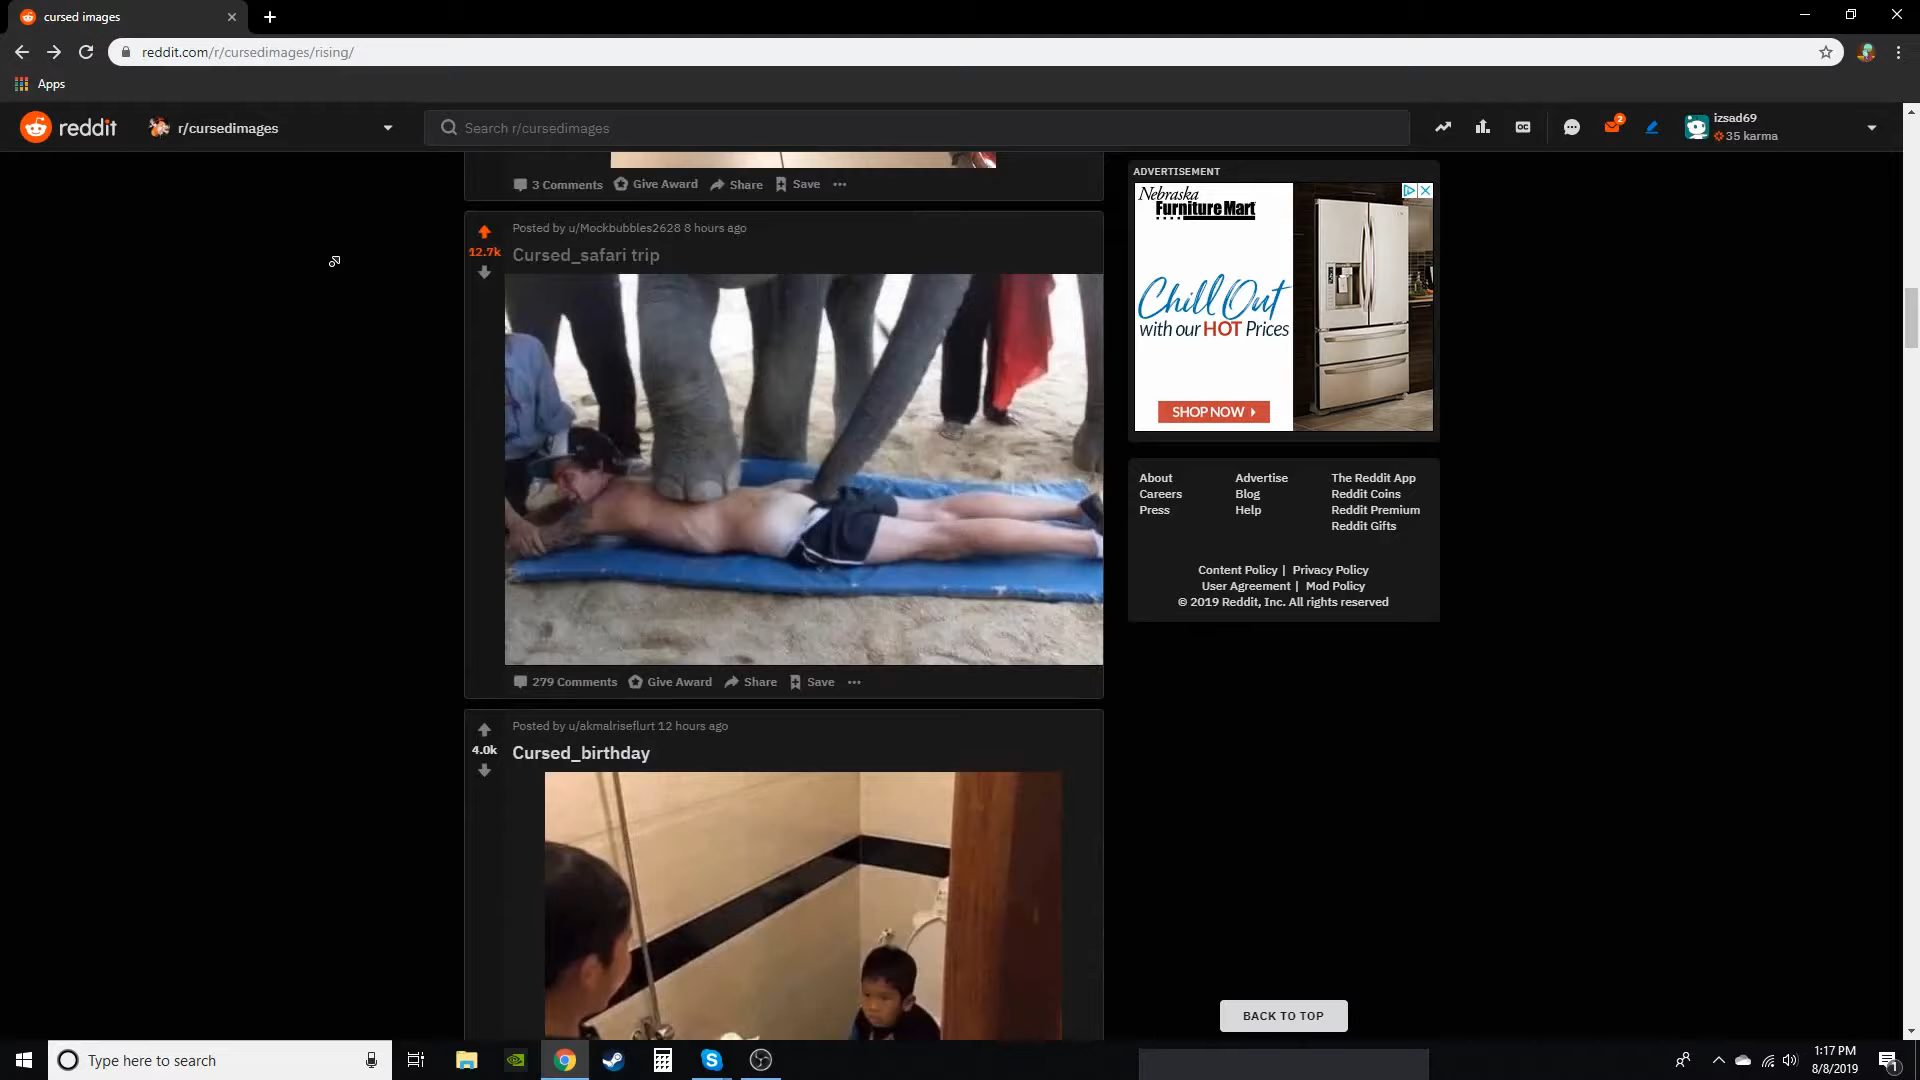 cursed images
reddit.com/r/cursedimages/rising/
Apps
reddit
r/cursedimages
Search r/cursedimages
2
izsad69
35 karma
3 Comments Give Award Share Save
Posted by u/Mockbubbles2628 8 hours ago
12.7k
Cursed_safari trip
279 Comments Give Award Share Save
Posted by u/akmalriseflurt 12 hours ago
4.0k
Cursed_birthday
ADVERTISEMENT
Nebraska
Furniture Mart
Chill Out
with our HOT Prices
SHOP NOW
About Advertise The Reddit App
Careers Blog Reddit Coins
Press Help Reddit Premium
Reddit Gifts
Content Policy | Privacy Policy
User Agreement | Mod Policy
© 2019 Reddit, Inc. All rights reserved
BACK TO TOP
Type here to search
1:17 PM
8/8/2019
1